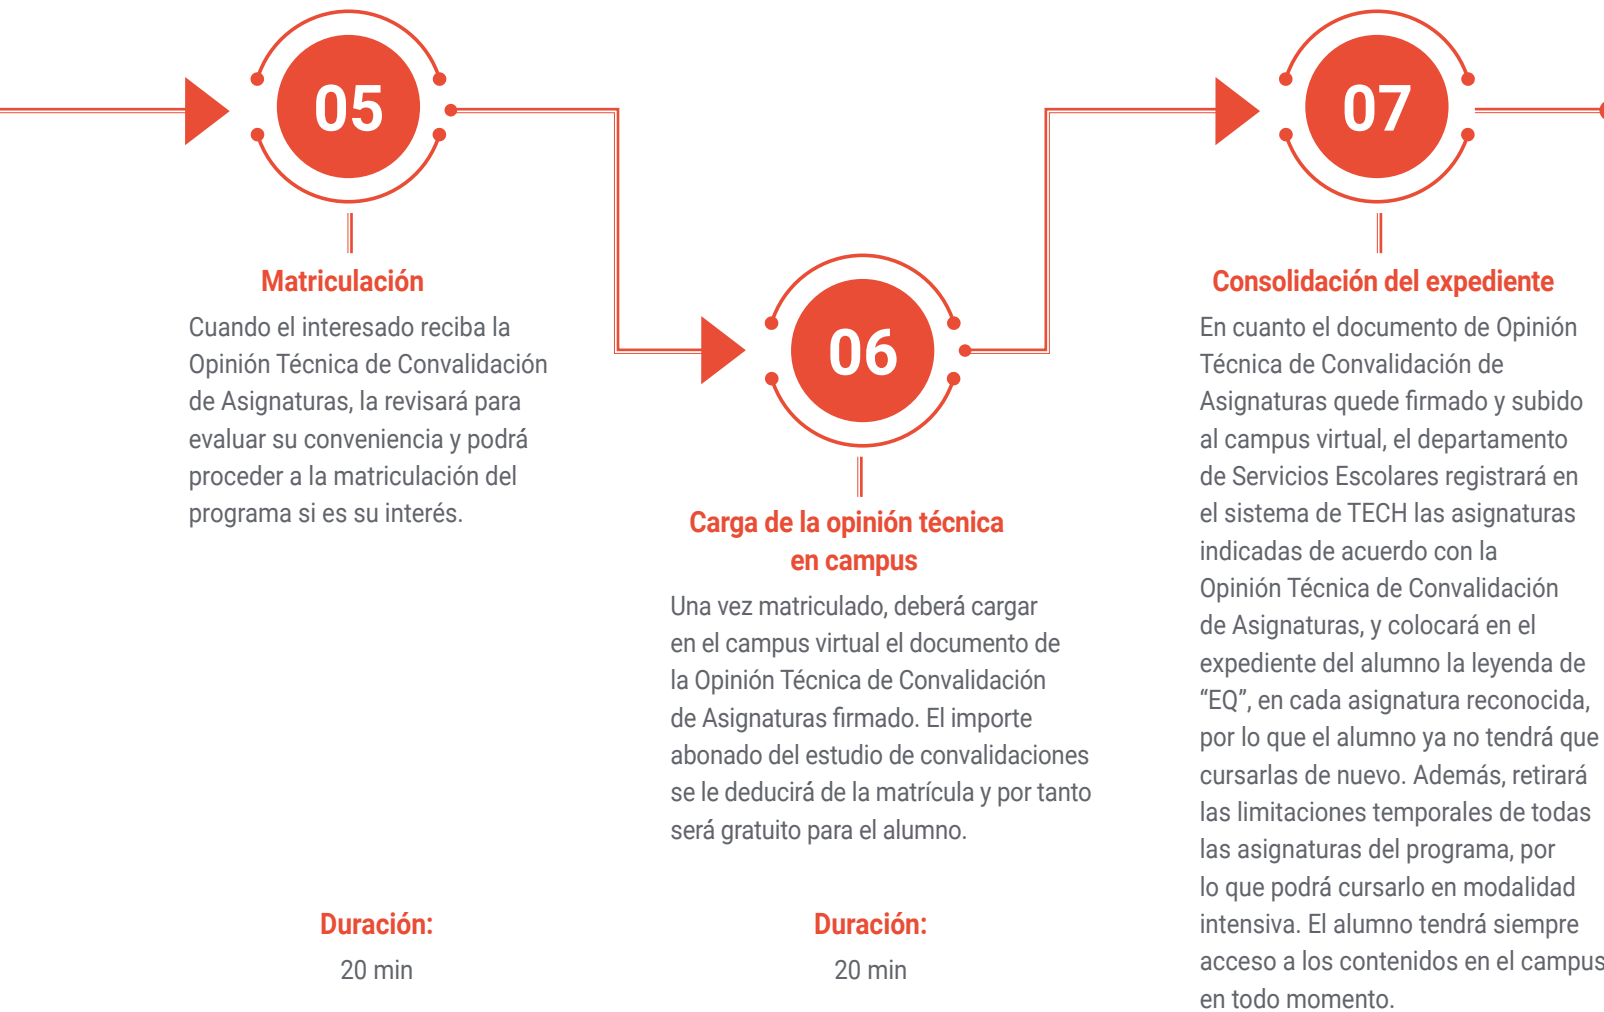 05
Matriculación
Cuando el interesado reciba la
Opinión Técnica de Convalidación
de Asignaturas, la revisará para
evaluar su conveniencia y podrá
proceder a la matriculación del
programa si es su interés.
Duración:
20 min
06
Carga de la opinión técnica
en campus
Una vez matriculado, deberá cargar
en el campus virtual el documento de
la Opinión Técnica de Convalidación
de Asignaturas firmado. El importe
abonado del estudio de convalidaciones
se le deducirá de la matrícula y por tanto
será gratuito para el alumno.
Duración:
20 min
07
Consolidación del expediente
En cuanto el documento de Opinión
Técnica de Convalidación de
Asignaturas quede firmado y subido
al campus virtual, el departamento
de Servicios Escolares registrará en
el sistema de TECH las asignaturas
indicadas de acuerdo con la
Opinión Técnica de Convalidación
de Asignaturas, y colocará en el
expediente del alumno la leyenda de
“EQ”, en cada asignatura reconocida,
por lo que el alumno ya no tendrá que
cursarlas de nuevo. Además, retirará
las limitaciones temporales de todas
las asignaturas del programa, por
lo que podrá cursarlo en modalidad
intensiva. El alumno tendrá siempre
acceso a los contenidos en el campus
en todo momento.